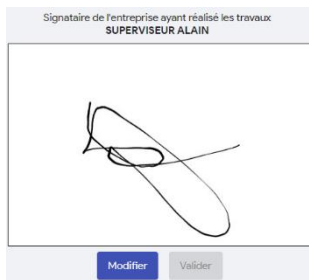 Signataire de l'entreprise ayant réalisé les travaux
SUPERVISEUR ALAIN
Modifier
Valider